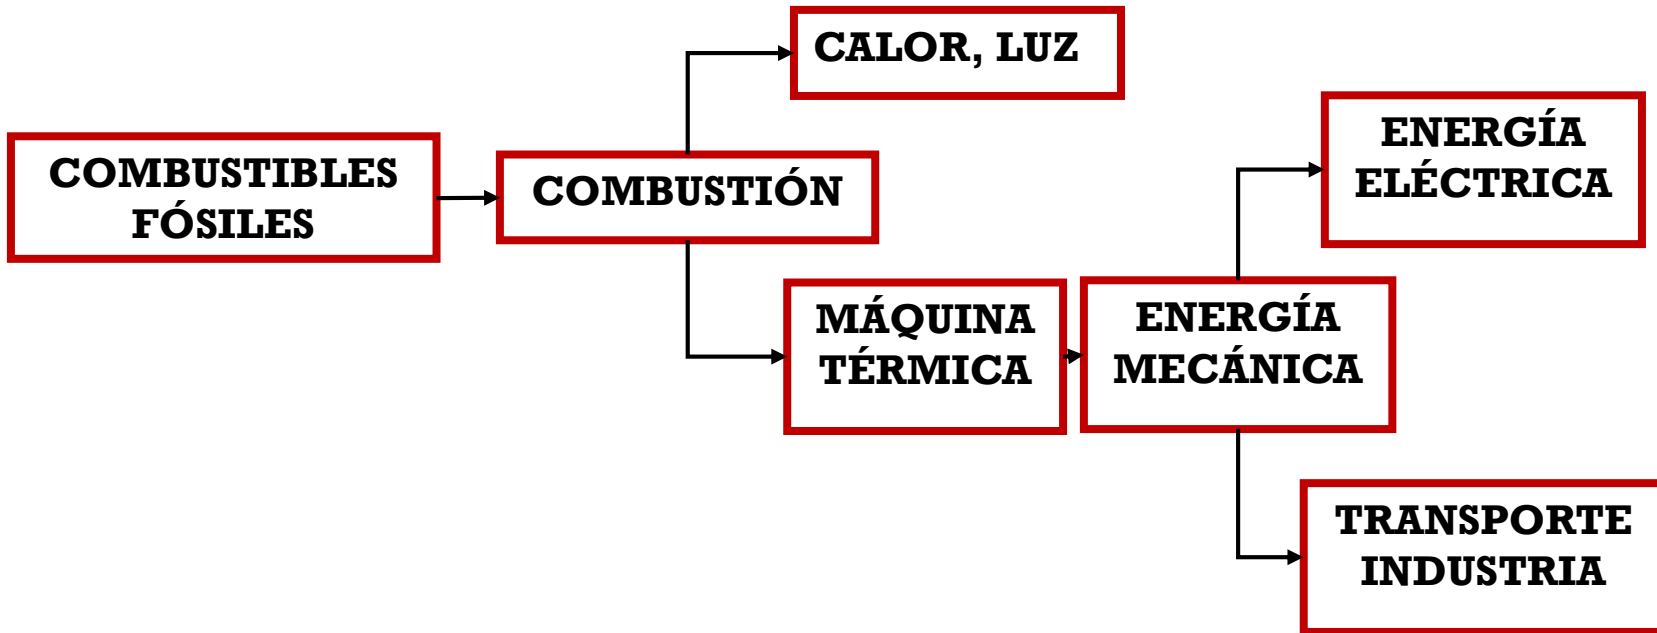 CALOR, LUZ
COMBUSTIBLES
FÓSILES
COMBUSTIÓN
ENERGÍA
ELÉCTRICA
MÁQUINA
TÉRMICA
ENERGÍA
MECÁNICA
TRANSPORTE
INDUSTRIA